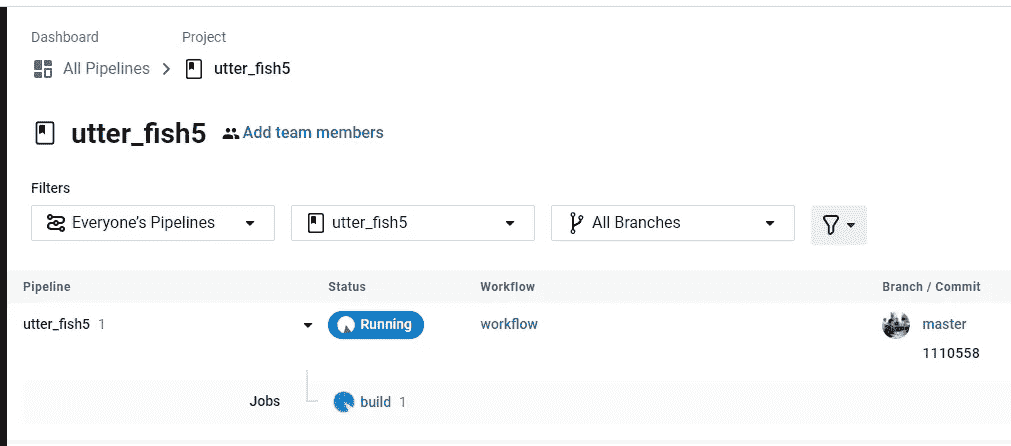 Dashboard Project
All Pipelines utter_fish5
utter_fish5 Add team members
Filters
Everyone's Pipelines utter_fish5 All Branches
Pipeline Status Workflow Branch / Commit
utter_fish5 1 Running workflow master
1110558
Jobs build 1